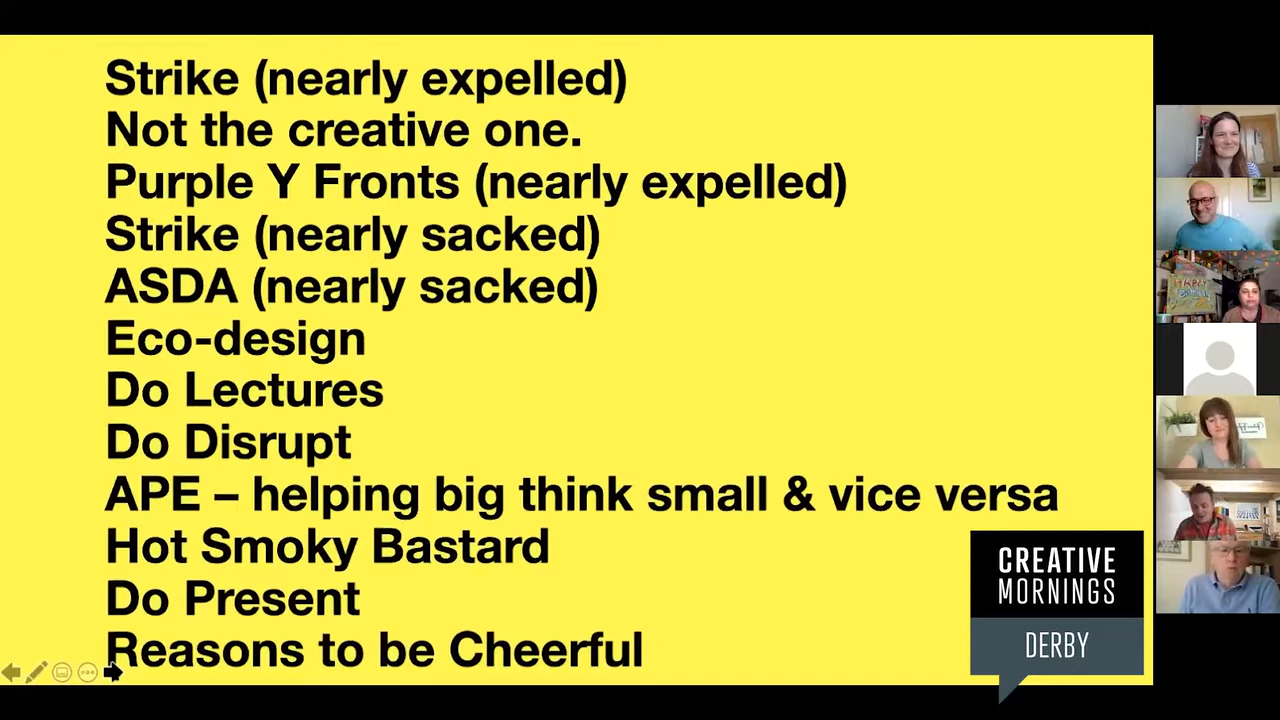 Strike (nearly expelled)
Not the creative one.
Purple Y Fronts (nearly expelled)
Strike (nearly sacked)
ASDA (nearly sacked)
Eco-design
Do Lectures
Do Disrupt
APE – helping big think small & vice versa
Hot Smoky Bastard
Do Present
Reasons to be Cheerful
CREATIVE
MORNINGS
DERBY